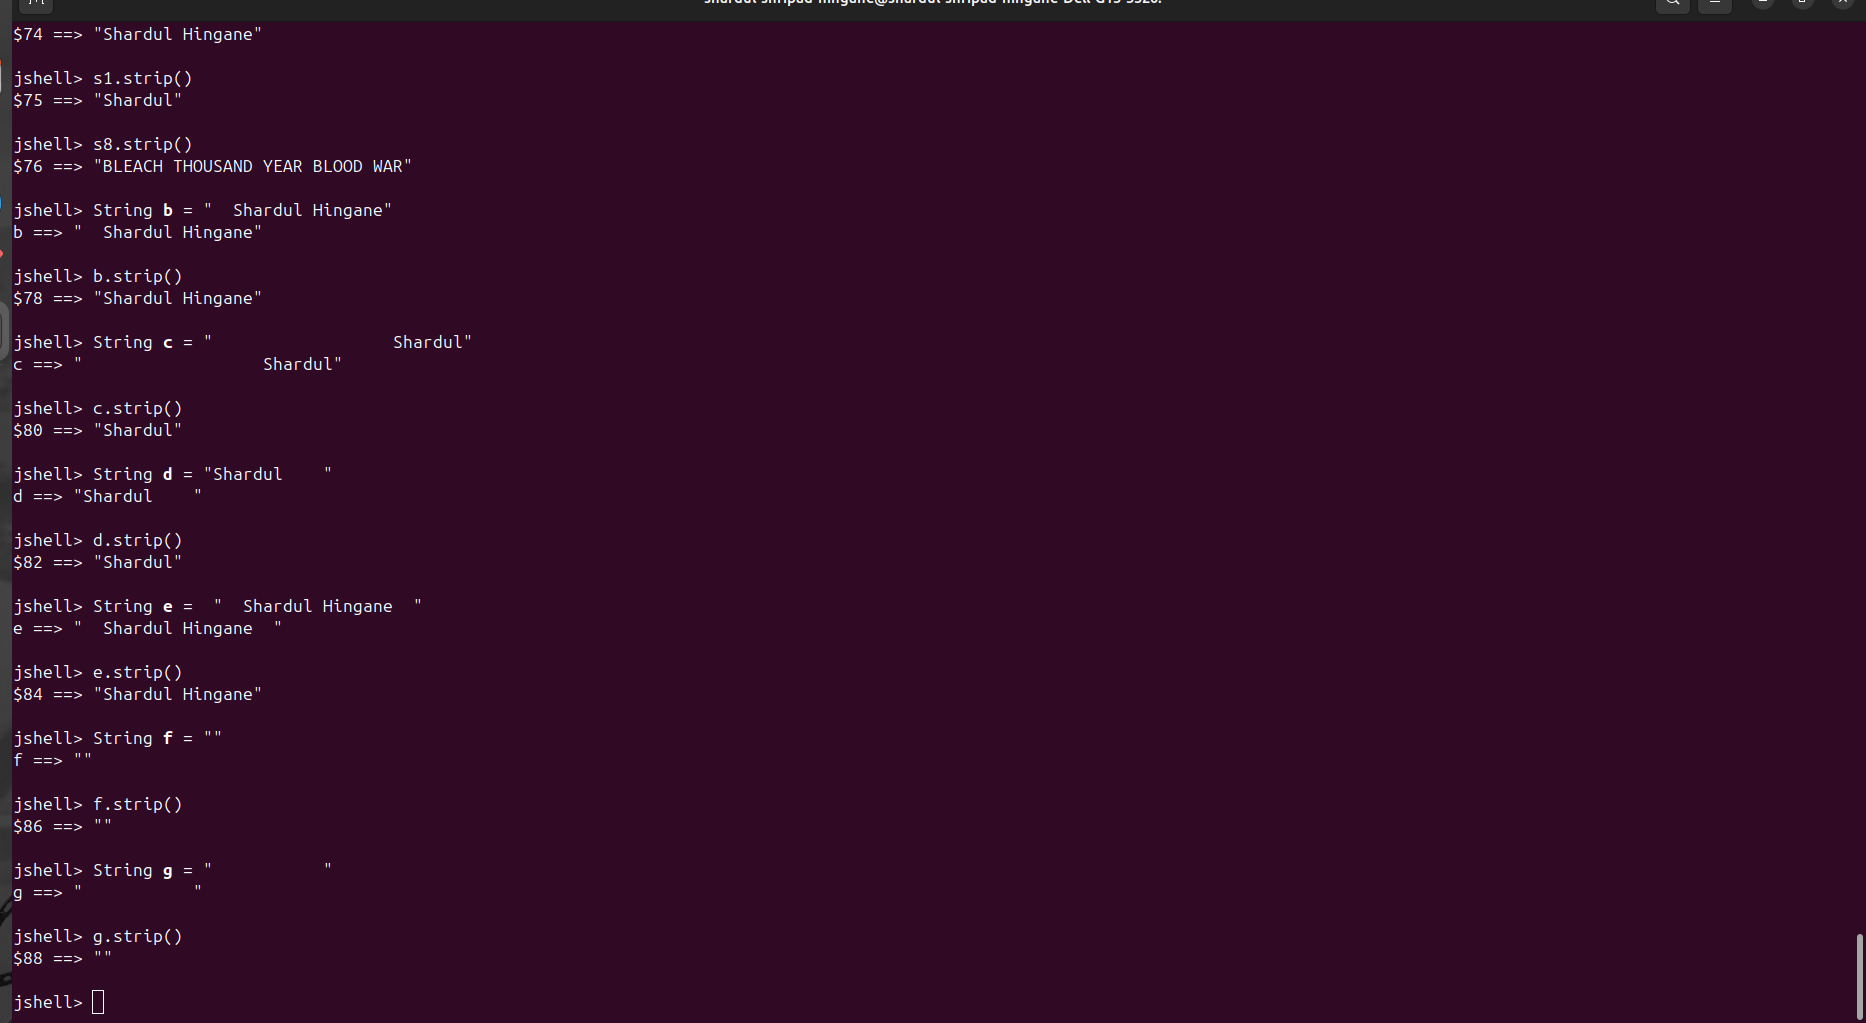 $74 ==> "Shardul Hingane"
jshell> s1.strip()
$75 ==> "Shardul"
jshell> s8.strip()
$76 ==> "BLEACH THOUSAND YEAR BLOOD WAR"
jshell> String b = "  Shardul Hingane"
b ==> "  Shardul Hingane"
jshell> b.strip()
$78 ==> "Shardul Hingane"
jshell> String c = "                  Shardul"
c ==> "                  Shardul"
jshell> c.strip()
$80 ==> "Shardul"
jshell> String d = "Shardul    "
d ==> "Shardul    "
jshell> d.strip()
$82 ==> "Shardul"
jshell> String e =  "  Shardul Hingane  "
e ==> "  Shardul Hingane  "
jshell> e.strip()
$84 ==> "Shardul Hingane"
jshell> String f = ""
f ==> ""
jshell> f.strip()
$86 ==> ""
jshell> String g = "           "
g ==> "           "
jshell> g.strip()
$88 ==> ""
jshell>